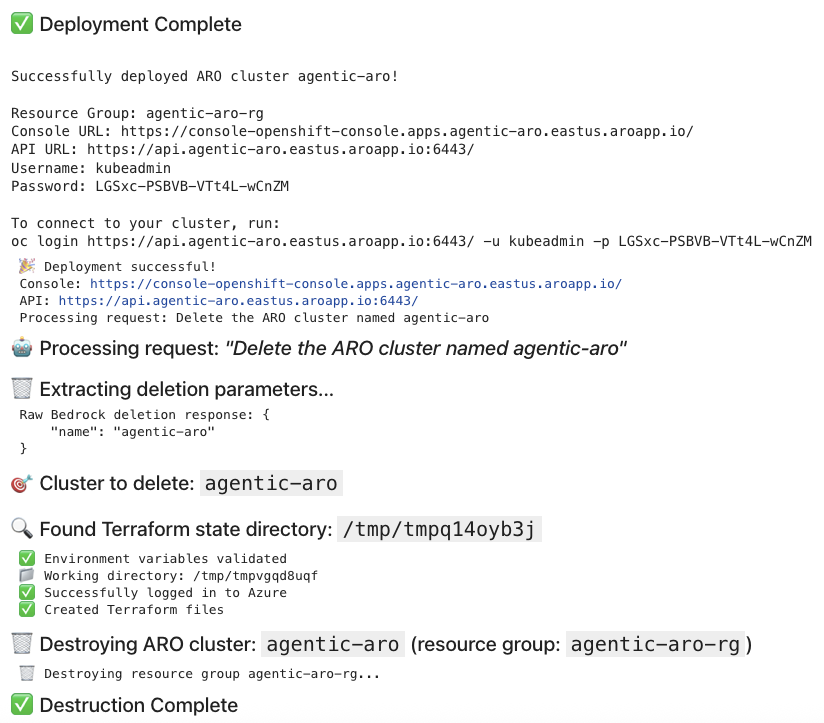 ✅ Deployment Complete
Successfully deployed ARO cluster agentic-aro!
Resource Group: agentic-aro-rg
Console URL: https://console-openshift-console.apps.agentic-aro.eastus.aroapp.io/
API URL: https://api.agentic-aro.eastus.aroapp.io:6443/
Username: kubeadmin
Password: LGSxc-PSBVB-VTt4L-wCnZM
To connect to your cluster, run:
oc login https://api.agentic-aro.eastus.aroapp.io:6443/ -u kubeadmin -p LGSxc-PSBVB-VTt4L-wCnZM
🎉 Deployment successful!
Console: https://console-openshift-console.apps.agentic-aro.eastus.aroapp.io/
API: https://api.agentic-aro.eastus.aroapp.io:6443/
Processing request: Delete the ARO cluster named agentic-aro
🤖 Processing request: "Delete the ARO cluster named agentic-aro"
🗑️ Extracting deletion parameters...
Raw Bedrock deletion response: {
"name": "agentic-aro"
}
🎯 Cluster to delete: agentic-aro
🔍 Found Terraform state directory: /tmp/tmpq14oyb3j
✅ Environment variables validated
📁 Working directory: /tmp/tmpvgqd8uqf
✅ Successfully logged in to Azure
✅ Created Terraform files
🗑️ Destroying ARO cluster: agentic-aro (resource group: agentic-aro-rg)
🗑️ Destroying resource group agentic-aro-rg...
✅ Destruction Complete